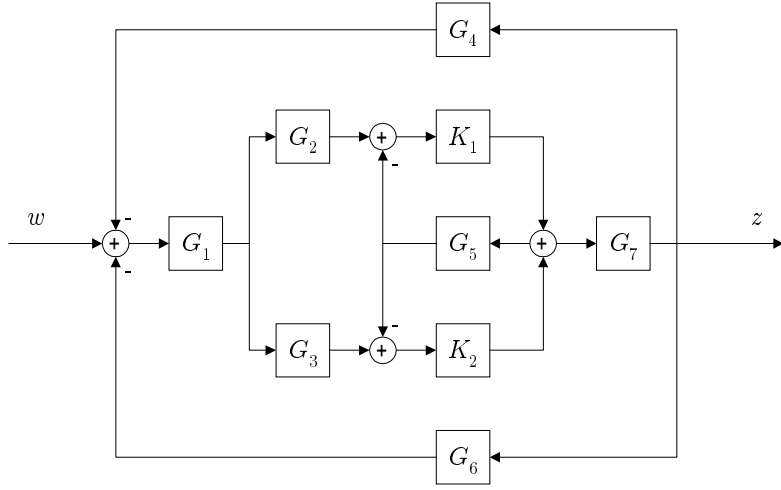 G₄
-
G₂
+
-
K₁
w
+
-
G₁
G₅
+
G₇
z
G₃
+
-
K₂
G₆